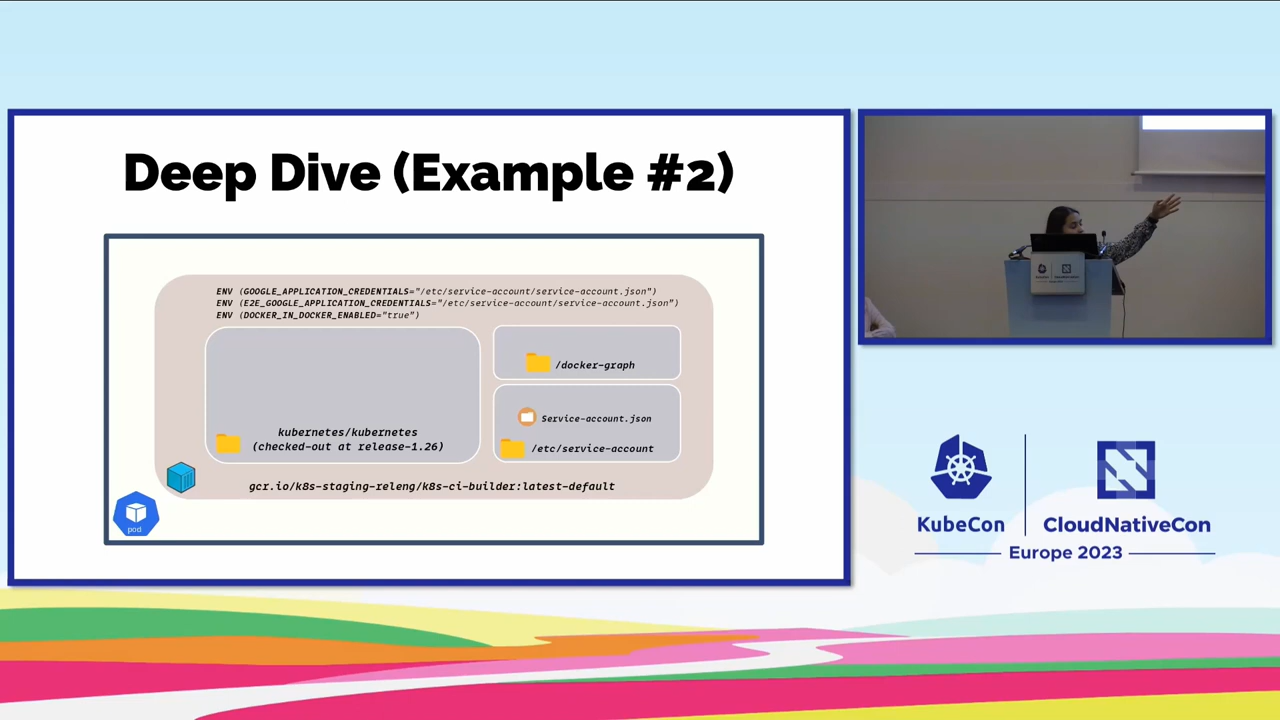 Deep Dive (Example #2)
ENV (GOOGLE_APPLICATION_CREDENTIALS="/etc/service-account/service-account.json")
ENV (E2E_GOOGLE_APPLICATION_CREDENTIALS="/etc/service-account/service-account.json")
ENV (DOCKER_IN_DOCKER_ENABLED="true")
/docker-graph
Service-account.json
kubernetes/kubernetes
(checked-out at release-1.26)
/etc/service-account
gcr.io/k8s-staging-releng/k8s-ci-builder:latest-default
pod
KubeCon
CloudNativeCon
Europe 2023